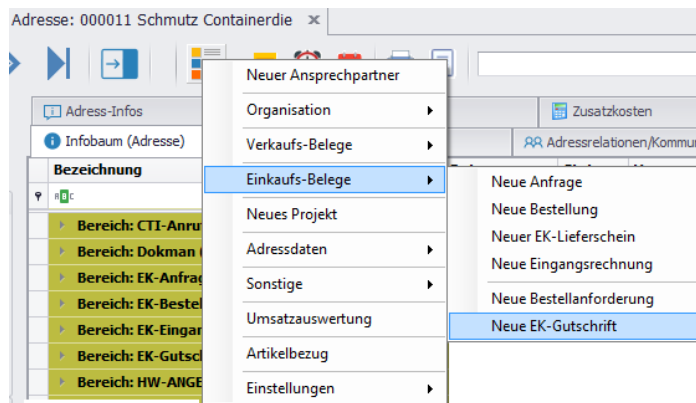 Adresse: 000011 Schmutz Containerdie ×
Neuer Ansprechpartner
Adress-Infos
Organisation
Zusatzkosten
Infobaum (Adresse)
Verkaufs-Belege
Adressrelationen/Kommu
Bezeichnung
Einkaufs-Belege
Neue Anfrage
Neue Bestellung
Neues Projekt
Neuer EK-Lieferschein
Bereich: CTI-Anru
Bereich: Dokman (
Adressdaten
Neue Eingangsrechnung
Bereich: EK-Anfrag
Sonstige
Bereich: EK-Bestel
Neue Bestellanforderung
Umsatzauswertung
Neue EK-Gutschrift
Bereich: EK-Eingan
Bereich: EK-Gutsch
Artikelbezug
Bereich: HW-ANGE
Einstellungen